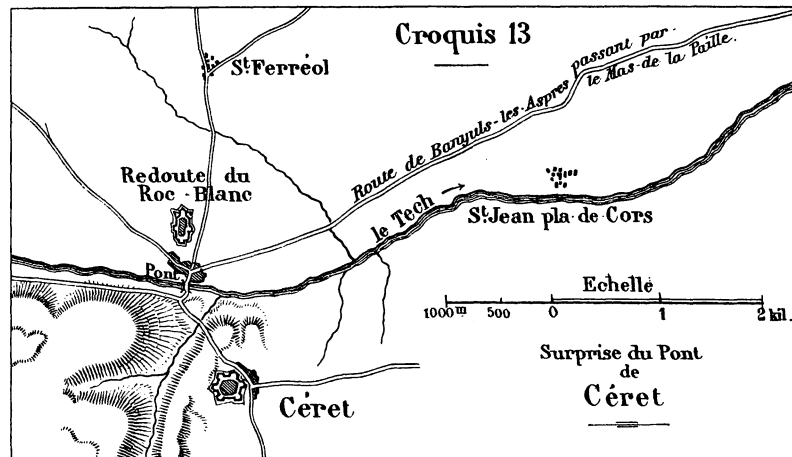 Croquis 13
St. Ferréol
Route de Banyuls-les-Aspres passant par
le Mas-de la Paille.
Redoute du
Roc-Blanc
le Tech
St. Jean pla-de Cors
Pont
Echelle
1000m 500 0 1 2 kil.
Surprise du Pont
de
Céret
Céret